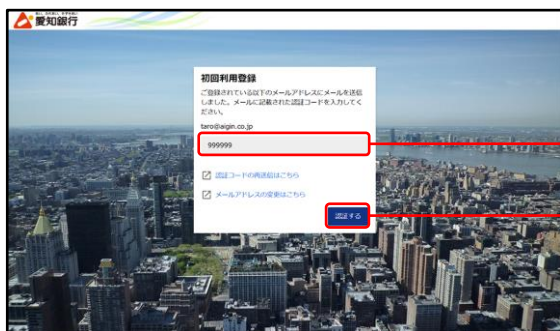 愛知銀行
初回利用登録
ご登録されている以下のメールアドレスにメールを送信
しました。メールに記載された認証コードを入力してく
ださい。
taro@aigin.co.jp
999999
認証コードの再送信はこちら
メールアドレスの変更はこちら
認証する